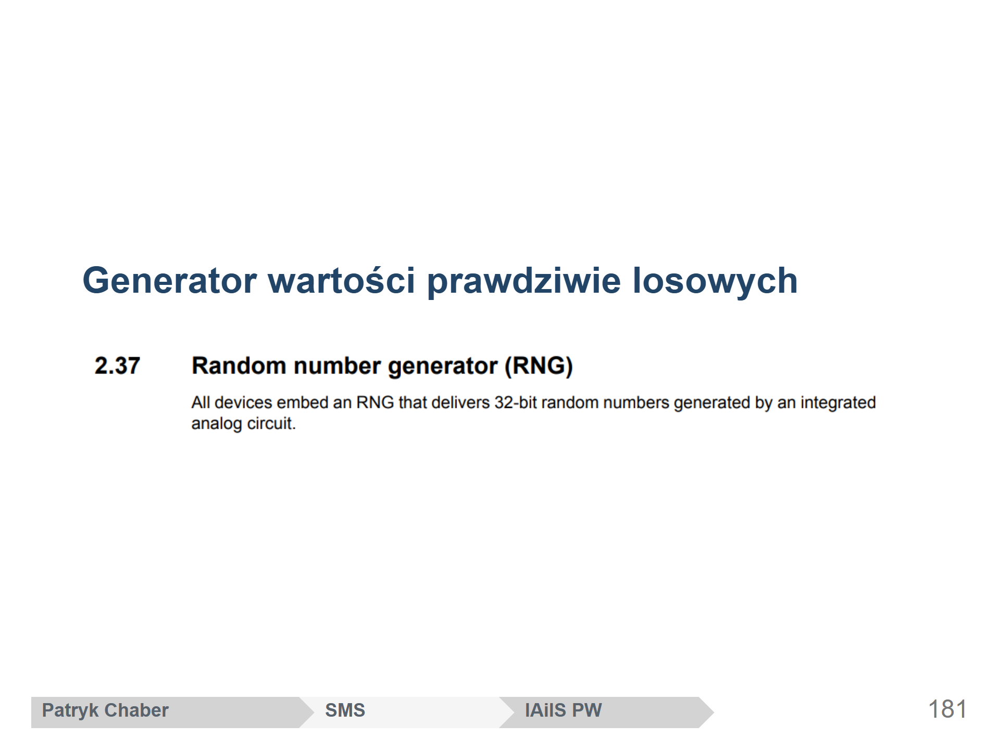 Generator wartości prawdziwie losowych
2.37 Random number generator (RNG)
All devices embed an RNG that delivers 32-bit random numbers generated by an integrated
analog circuit.
Patryk Chaber SMS IAiIS PW 181